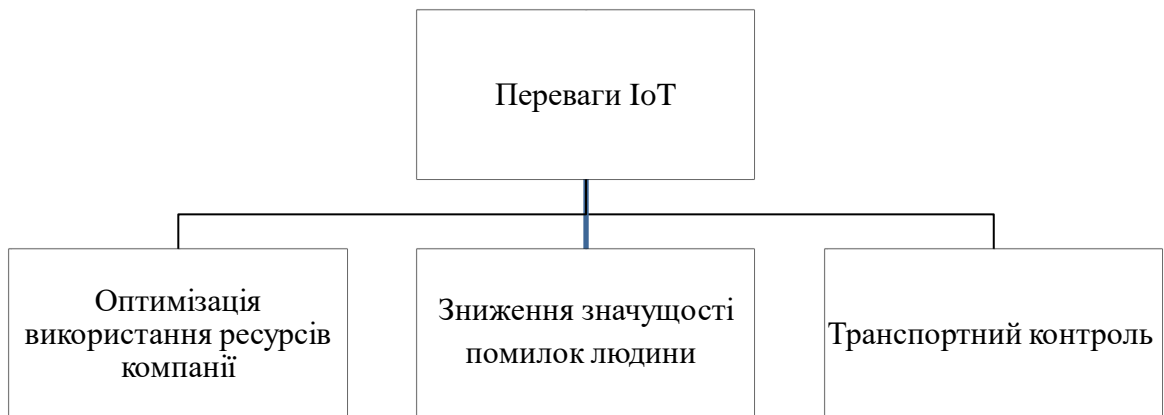 Переваги IoT
Оптимізація
використання ресурсів
компанії
Зниження значущості
помилок людини
Транспортний контроль